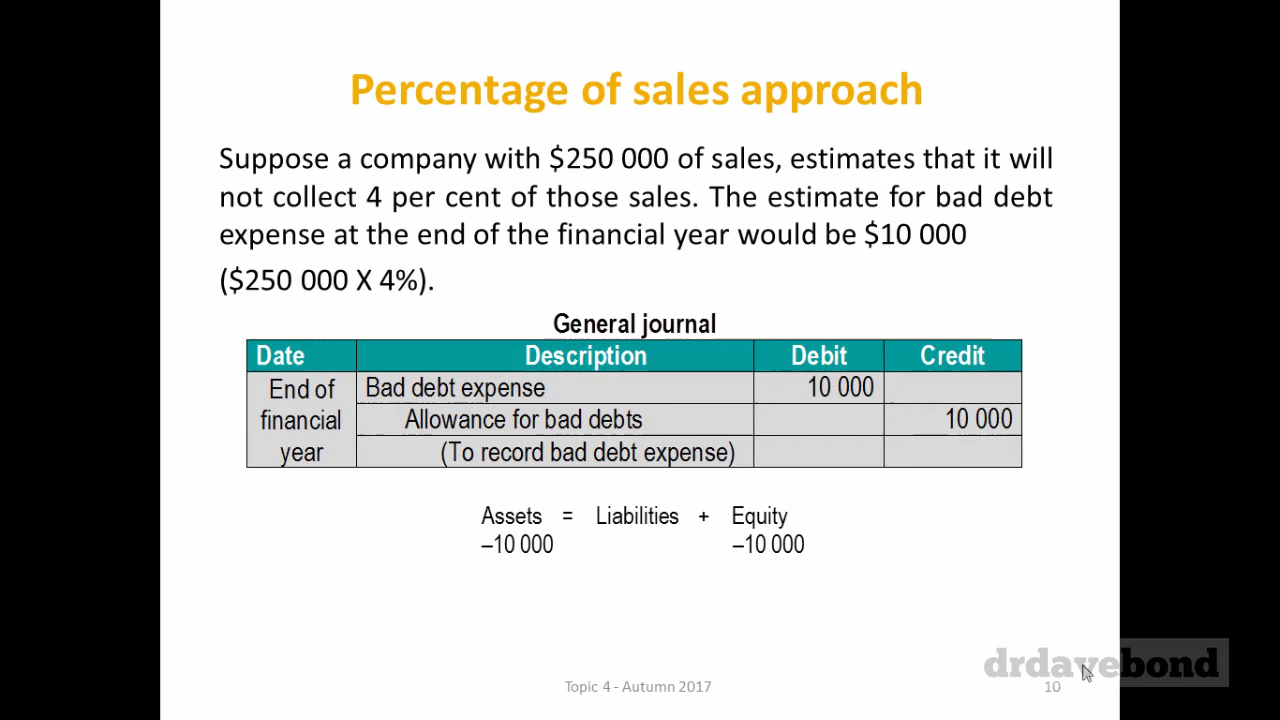 Percentage of sales approach
Suppose a company with $250 000 of sales, estimates that it will
not collect 4 per cent of those sales. The estimate for bad debt
expense at the end of the financial year would be $10 000
($250 000 X 4%).
General journal
Date Description Debit Credit
End of Bad debt expense 10 000
financial Allowance for bad debts 10 000
year (To record bad debt expense)
Assets = Liabilities + Equity
–10 000 –10 000
drdavebond
Topic 4 - Autumn 2017 10